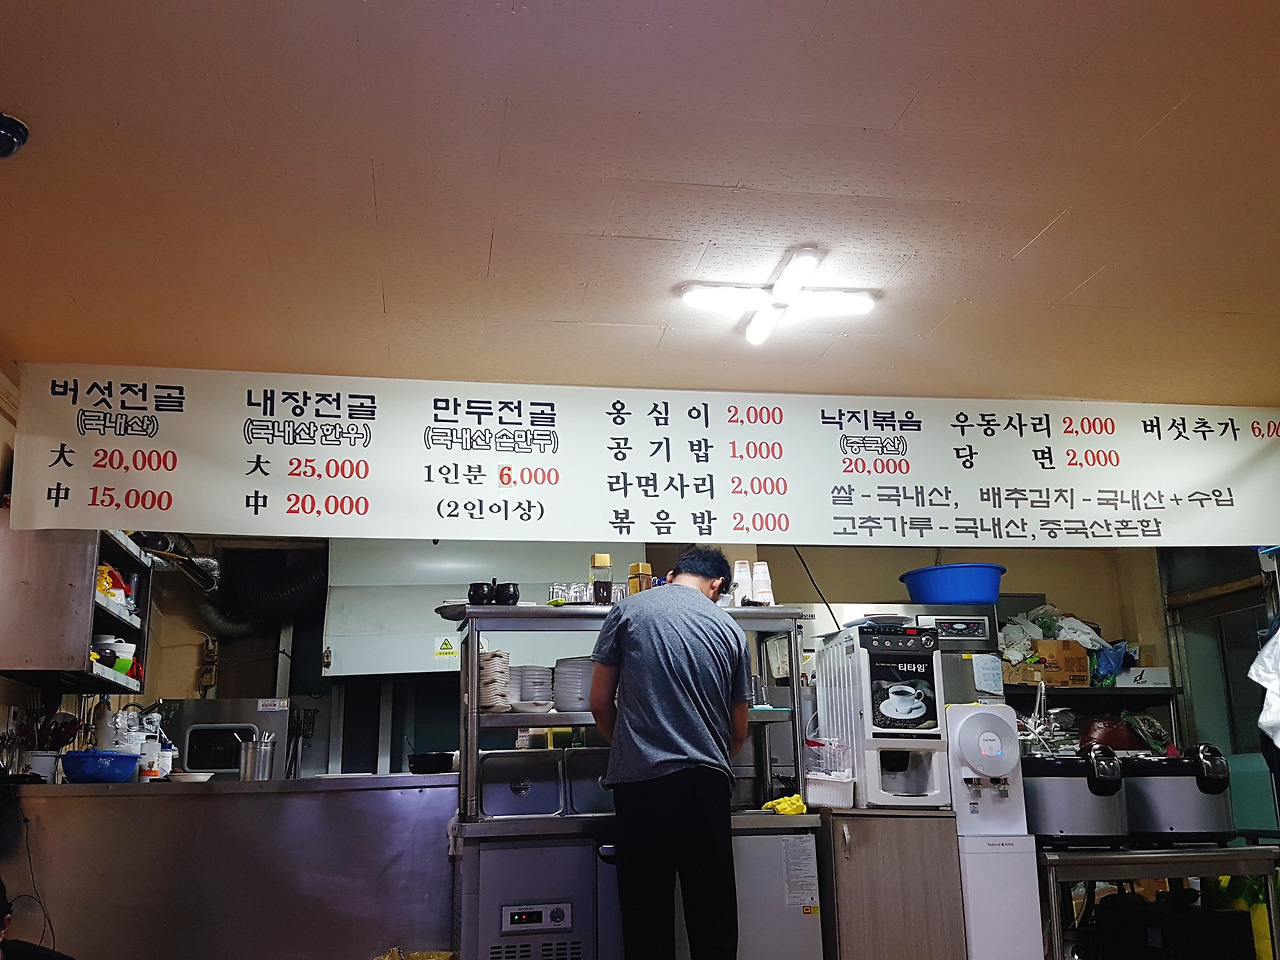 버섯전골
(국내산)
大 20,000
中 15,000
내장전골
(국내산 한우)
大 25,000
中 20,000
만두전골
(국내산 손만두)
1인분 6,000
(2인이상)
옹심이 2,000
공기밥 1,000
라면사리 2,000
볶음밥 2,000
낙지볶음
(중국산)
20,000
우동사리 2,000
당면 2,000
버섯추가
쌀-국내산, 배추김치-국내산+수입
고추가루-국내산,중국산혼합
티타임